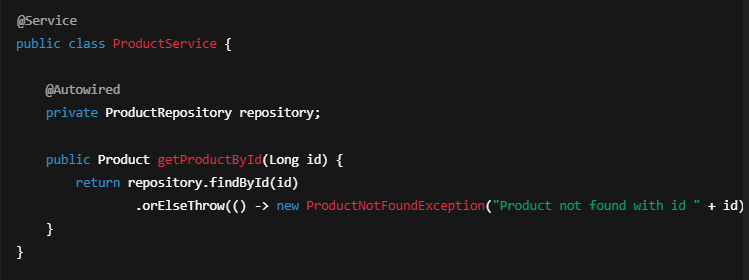 @Service
public class ProductService {
@Autowired
private ProductRepository repository;
public Product getProductById(Long id) {
return repository.findById(id)
.orElseThrow(() -> new ProductNotFoundException("Product not found with id " + id)
}
}